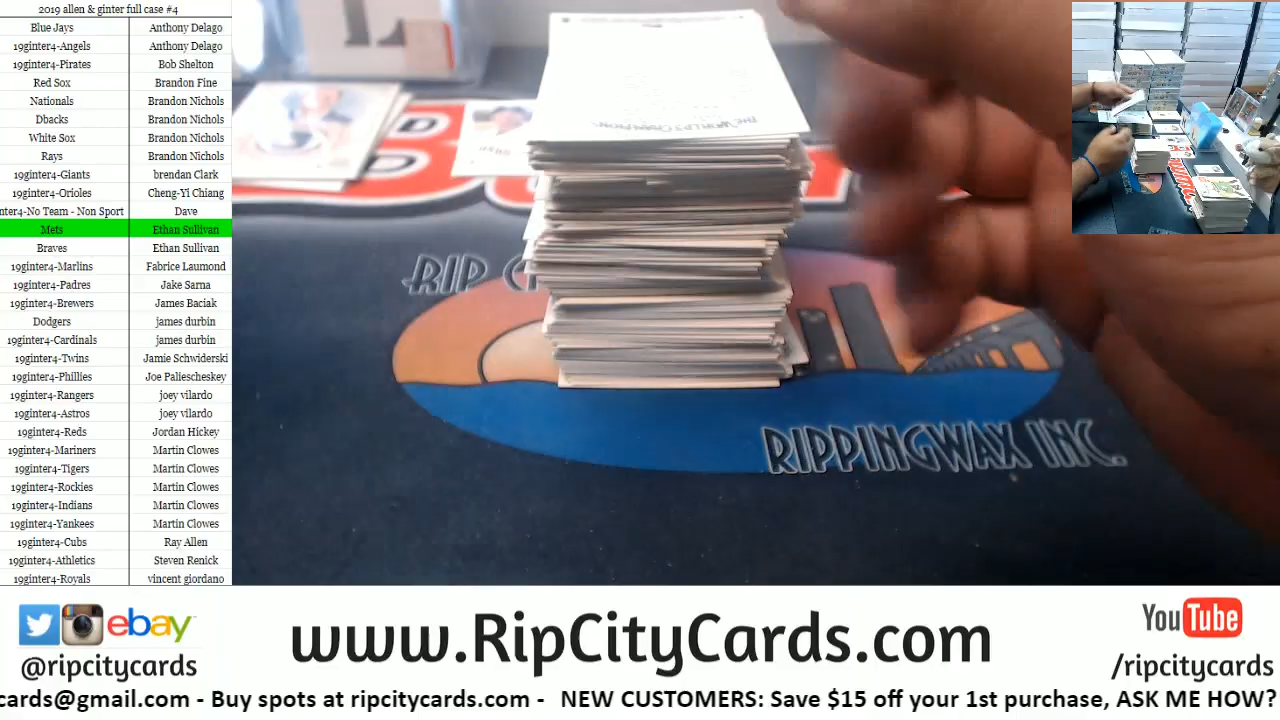 2019 allen & ginter full case #4
Blue Jays Anthony Delago
19ginter4-Angels Anthony Delago
19ginter4-Pirates Bob Shelton
Red Sox Brandon Fine
Nationals Brandon Nichols
Dbacks Brandon Nichols
White Sox Brandon Nichols
Rays Brandon Nichols
19ginter4-Giants brendan Clark
19ginter4-Orioles Cheng-Yi Chiang
nter4-No Team - Non Sport Dave
Mets Ethan Sullivan
Braves Ethan Sullivan
19ginter4-Marlins Fabrice Laumond
19ginter4-Padres Jake Sarna
19ginter4-Brewers James Baciak
Dodgers james durbin
19ginter4-Cardinals james durbin
19ginter4-Twins Jamie Schwiderski
19ginter4-Phillies Joe Paliescheskey
19ginter4-Rangers joey vilardo
19ginter4-Astros joey vilardo
19ginter4-Reds Jordan Hickey
19ginter4-Mariners Martin Clowes
19ginter4-Tigers Martin Clowes
19ginter4-Rockies Martin Clowes
19ginter4-Indians Martin Clowes
19ginter4-Yankees Martin Clowes
19ginter4-Cubs Ray Allen
19ginter4-Athletics Steven Renick
19ginter4-Royals vincent giordano
THE WORLD'S CHAMPIONS
RIP C
RIPPINGWAX INC.
ebay
@ripcitycards
www.RipCityCards.com
YouTube
/ripcitycards
cards@gmail.com - Buy spots at ripcitycards.com - NEW CUSTOMERS: Save $15 off your 1st purchase, ASK ME HOW?